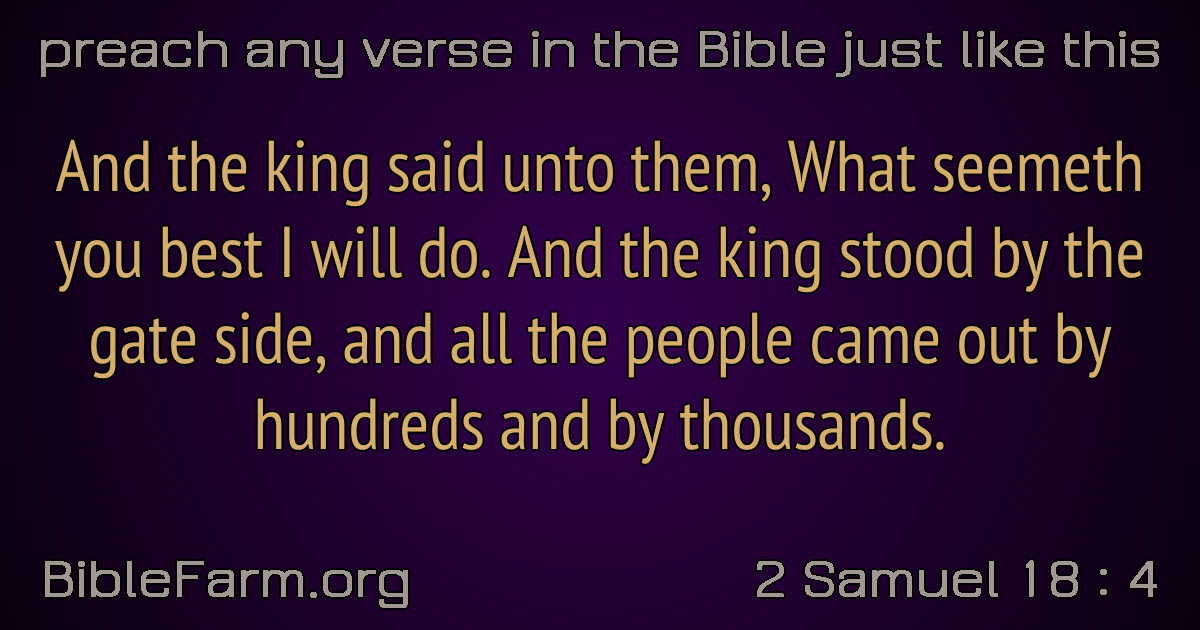 preach any verse in the Bible just like this
And the king said unto them, What seemeth
you best I will do. And the king stood by the
gate side, and all the people came out by
hundreds and by thousands.
BibleFarm.org
2 Samuel 18 : 4